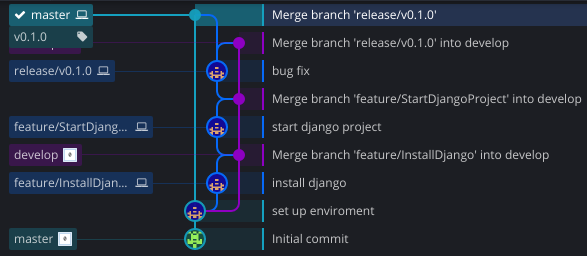 master Merge branch 'release/v0.1.0'
v0.1.0 Merge branch 'release/v0.1.0' into develop
release/v0.1.0 bug fix
Merge branch 'feature/StartDjangoProject' into develop
feature/StartDjang... start django project
develop Merge branch 'feature/InstallDjango' into develop
feature/InstallDjan... install django
set up enviroment
master Initial commit